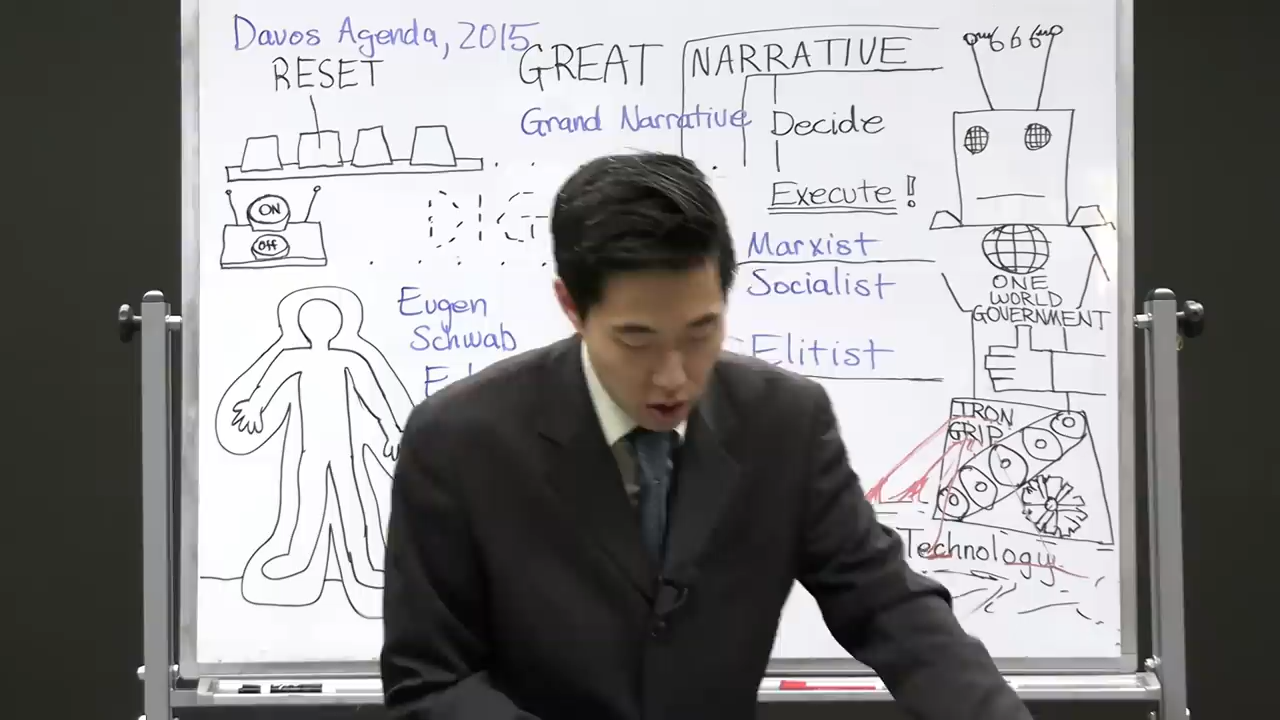 Davos Agenda, 2015
RESET
GREAT NARRATIVE
Grand Narrative
Decide
Execute!
ON
Off
Marxist
Socialist
Elitist
Eugen
Schwab
666
ONE
WORLD
GOVERNMENT
IRON
GRIP
Technology